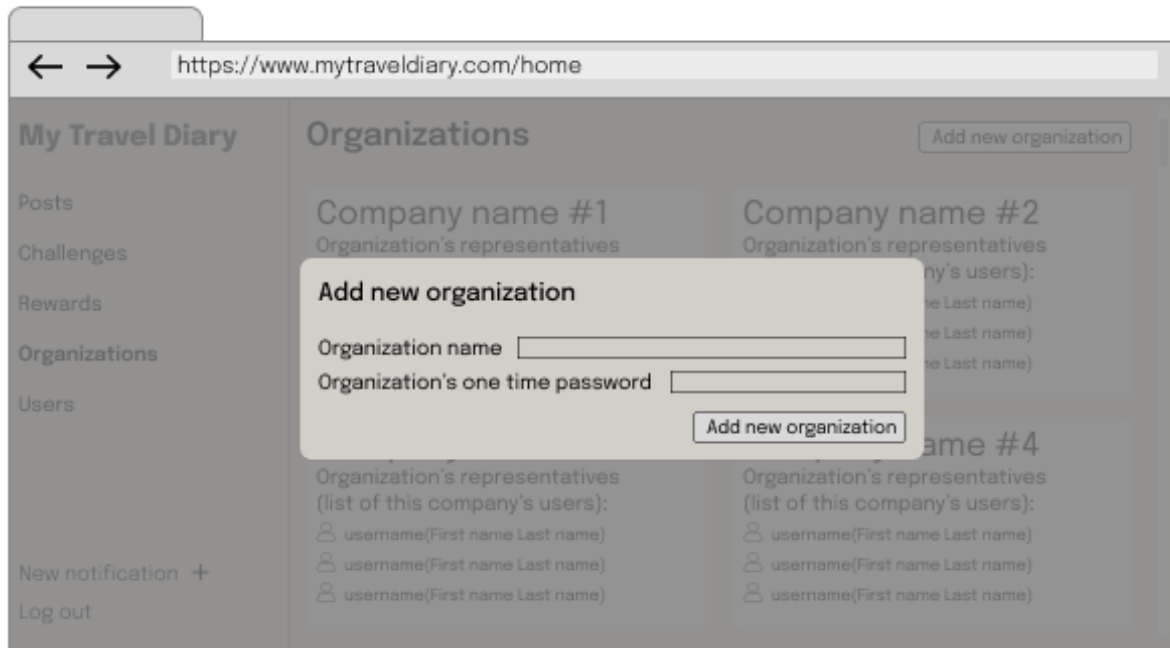 https://www.mytraveldiary.com/home
My Travel Diary
Posts
Challenges
Rewards
Organizations
Users
New notification +
Log out
Organizations
Add new organization
Company name #1
Organization's representatives
Company name #2
Organization's representatives
ny's users):
e Last name)
e Last name)
e Last name)
Add new organization
Organization name
Organization's one time password
Add new organization
Organization's representatives
(list of this company's users):
username(First name Last name)
username(First name Last name)
username(First name Last name)
ame #4
Organization's representatives
(list of this company's users):
username(First name Last name)
username(First name Last name)
username(First name Last name)